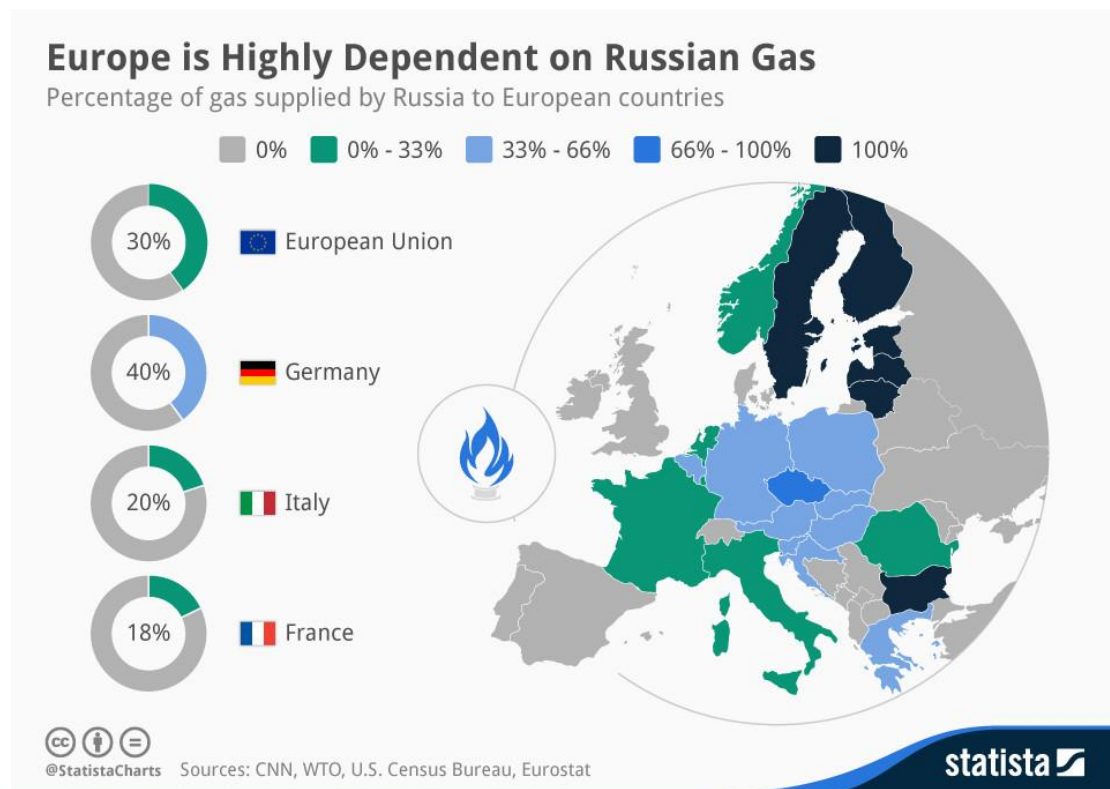 Europe is Highly Dependent on Russian Gas
Percentage of gas supplied by Russia to European countries
0% 0% - 33% 33% - 66% 66% - 100% 100%
30% European Union
40% Germany
20% Italy
18% France
cc
@StatistaCharts Sources: CNN, WTO, U.S. Census Bureau, Eurostat
statista